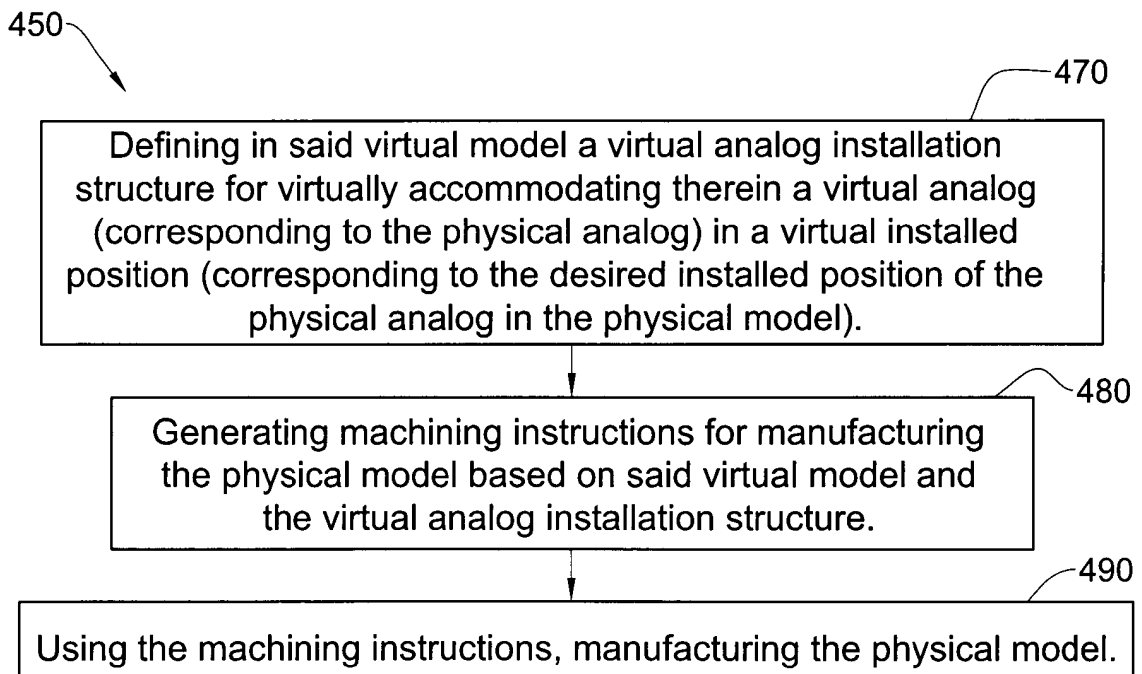 450
470
Defining in said virtual model a virtual analog installation
structure for virtually accommodating therein a virtual analog
(corresponding to the physical analog) in a virtual installed
position (corresponding to the desired installed position of the
physical analog in the physical model).
480
Generating machining instructions for manufacturing
the physical model based on said virtual model and
the virtual analog installation structure.
490
Using the machining instructions, manufacturing the physical model.